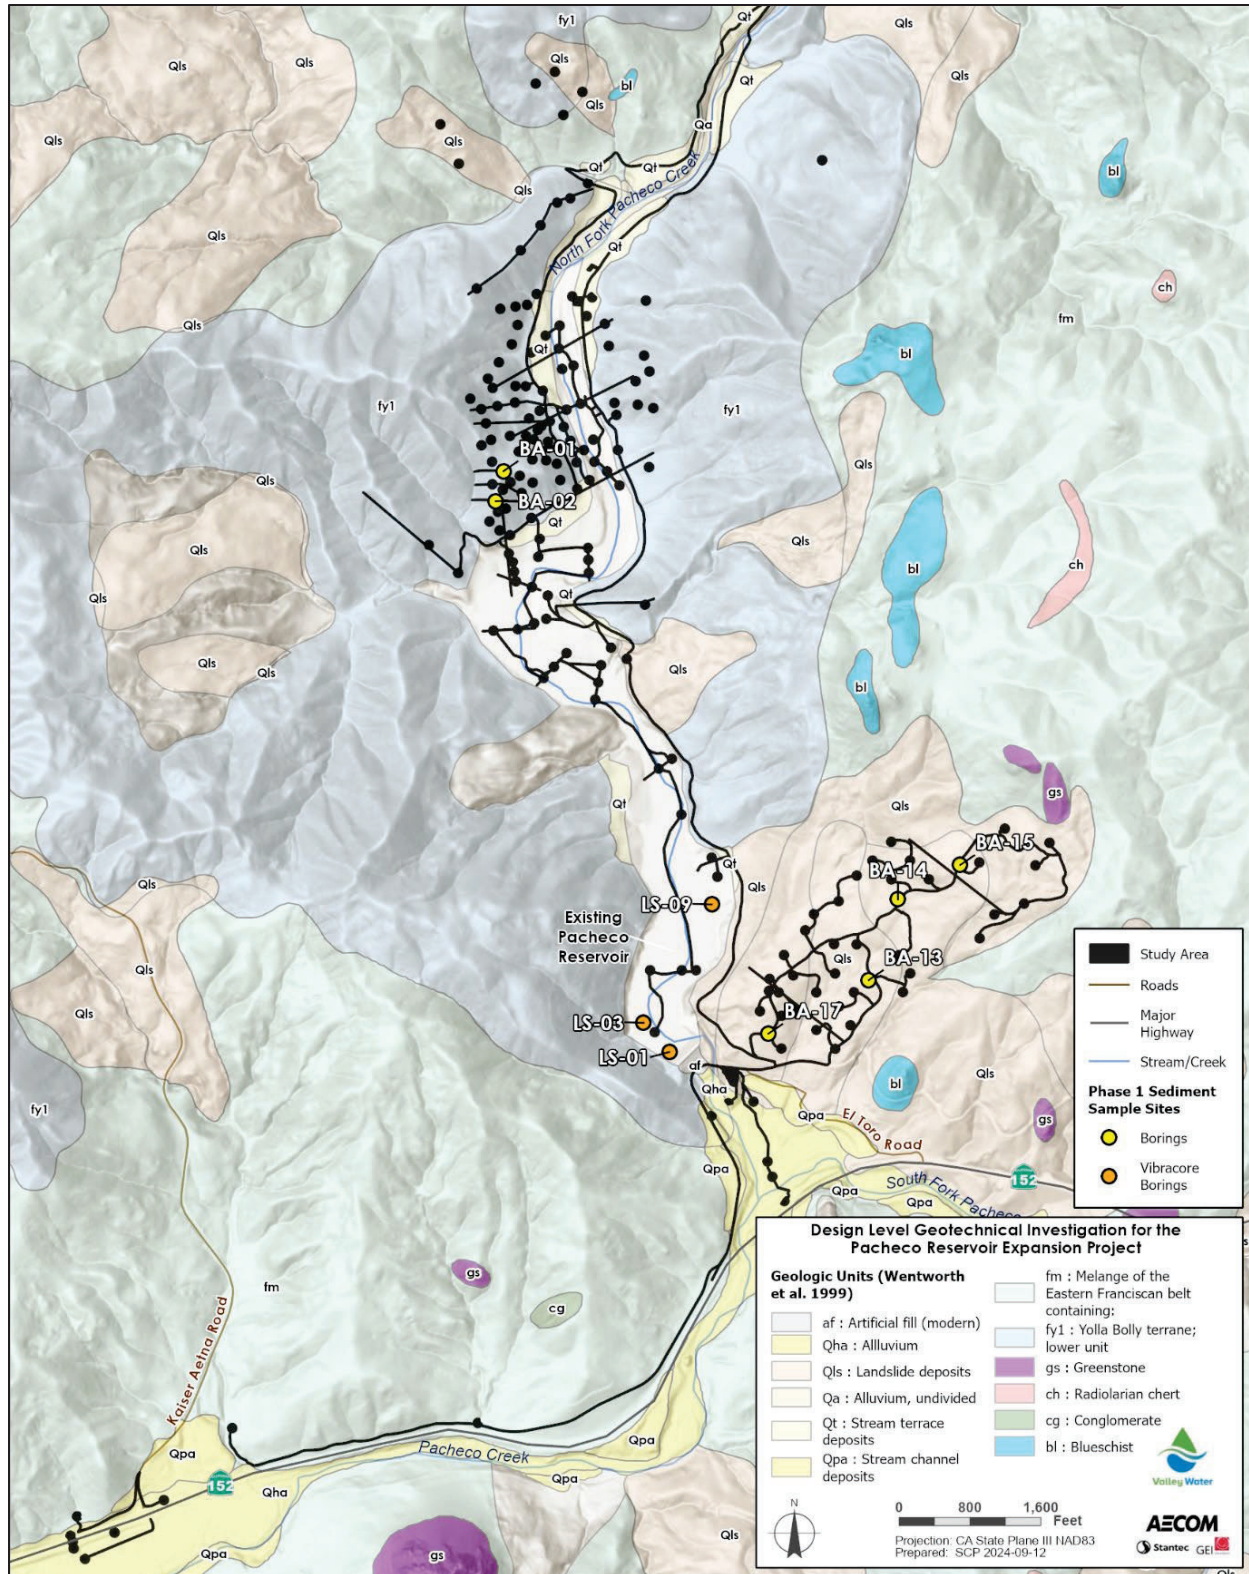 Qt
fy1
Qls
Qls
Qls
Qls
Qls
bl
Qt
Qls
Qa
Qls
Qls
Qt
Qt
bl
Qls
Qls
North Fork Pacheco Creek
Qt
ch
Qls
fm
Qt
bl
fy1
fy1
BA-01
Qls
Qls
BA-02
Qt
Qls
Qls
bl
ch
Qls
Qt
Qls
Qls
Qls
Qls
bl
Qt
gs
Qls
BA-15
Qt
BA-14
Qls
Qls
LS-09
Existing
Pacheco
Reservoir
Qls
BA-13
Qls
BA-17
LS-03
LS-01
af
Qha
bl
Qls
fy1
Qpa
El Toro Road
gs
Qpa
South Fork Pacheco
152
Qpa
Qpa
gs
fm
cg
Kaiser Aetna Road
Qpa
Pacheco Creek
Qpa
Qpa
152
Qha
Qpa
gs
Qls
Qls
Study Area
Roads
Major
Highway
Stream/Creek
Phase 1 Sediment
Sample Sites
Borings
Vibracore
Borings
Design Level Geotechnical Investigation for the
Pacheco Reservoir Expansion Project
Geologic Units (Wentworth
et al. 1999)
af : Artificial fill (modern)
Qha : Allluvium
Qls : Landslide deposits
Qa : Alluvium, undivided
Qt : Stream terrace
deposits
Qpa : Stream channel
deposits
fm : Melange of the
Eastern Franciscan belt
containing:
fy1 : Yolla Bolly terrane;
lower unit
gs : Greenstone
ch : Radiolarian chert
cg : Conglomerate
bl : Blueschist
Valley Water
N
0 800 1,600
Feet
Projection: CA State Plane III NAD83
Prepared: SCP 2024-09-12
AECOM
Stantec GEI